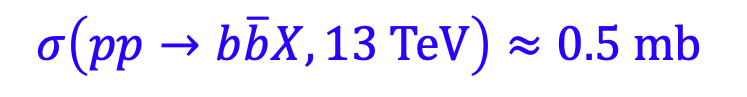 σ(pp → bb̄X, 13 TeV) ≈ 0.5 mb